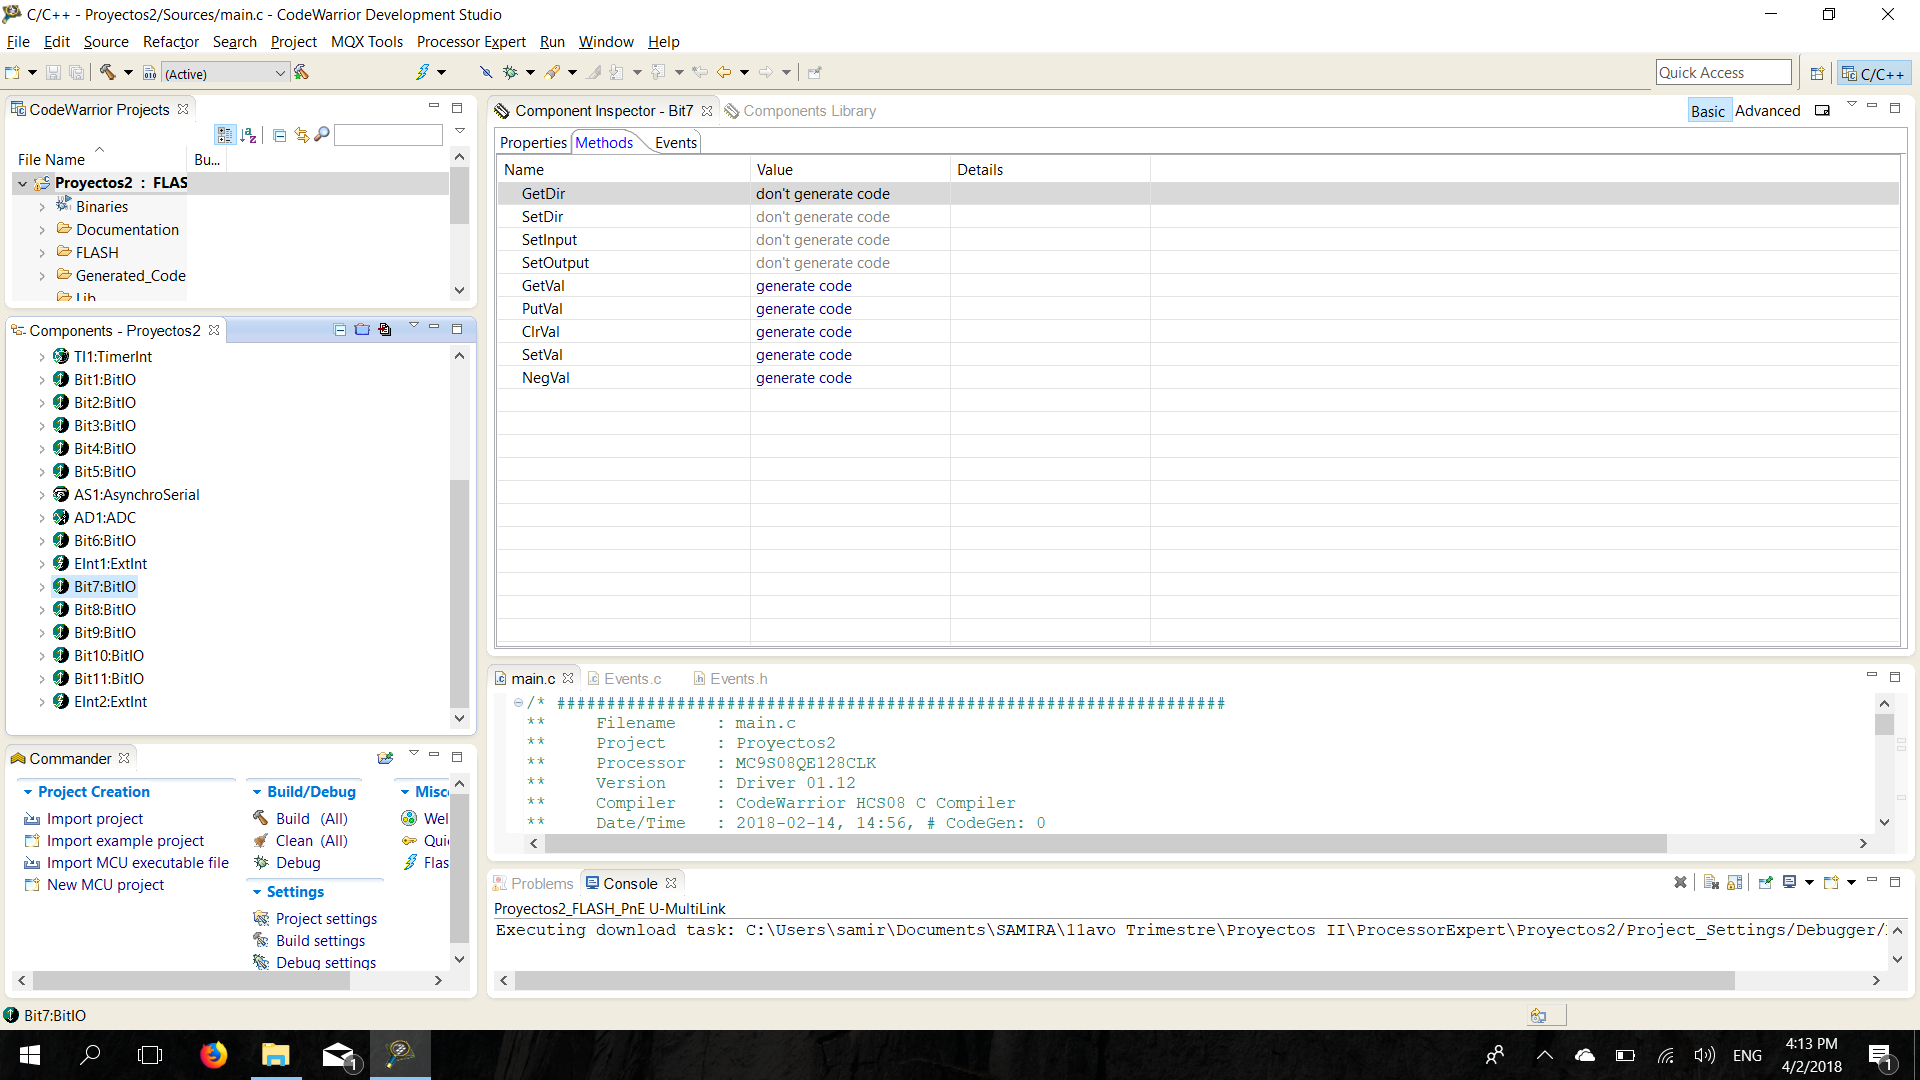 C/C++ - Proyectos2/Sources/main.c - CodeWarrior Development Studio
File Edit Source Refactor Search Project MQX Tools Processor Expert Run Window Help
(Active)
Quick Access
C/C++
CodeWarrior Projects
File Name
Bu...
Proyectos2 : FLAS
Binaries
Documentation
FLASH
Generated_Code
Lib
Components - Proyectos2
TI1:TimerInt
Bit1:BitIO
Bit2:BitIO
Bit3:BitIO
Bit4:BitIO
Bit5:BitIO
AS1:AsynchroSerial
AD1:ADC
Bit6:BitIO
EInt1:ExtInt
Bit7:BitIO
Bit8:BitIO
Bit9:BitIO
Bit10:BitIO
Bit11:BitIO
EInt2:ExtInt
Commander
Project Creation
Import project
Import example project
Import MCU executable file
New MCU project
Build/Debug
Build (All)
Clean (All)
Debug
Settings
Project settings
Build settings
Debug settings
Misc
Wel
Quic
Flas
Component Inspector - Bit7
Components Library
Basic Advanced
Properties Methods Events
Name Value Details
GetDir don't generate code
SetDir don't generate code
SetInput don't generate code
SetOutput don't generate code
GetVal generate code
PutVal generate code
ClrVal generate code
SetVal generate code
NegVal generate code
main.c Events.c Events.h
/* ###################################################################
** Filename : main.c
** Project : Proyectos2
** Processor : MC9S08QE128CLK
** Version : Driver 01.12
** Compiler : CodeWarrior HCS08 C Compiler
** Date/Time : 2018-02-14, 14:56, # CodeGen: 0
Problems Console
Proyectos2_FLASH_PnE U-MultiLink
Executing download task: C:\Users\samir\Documents\SAMIRA\11avo Trimestre\Proyectos II\ProcessorExpert\Proyectos2/Project_Settings/Debugger/
Bit7:BitIO
1
ENG
4:13 PM
4/2/2018
1